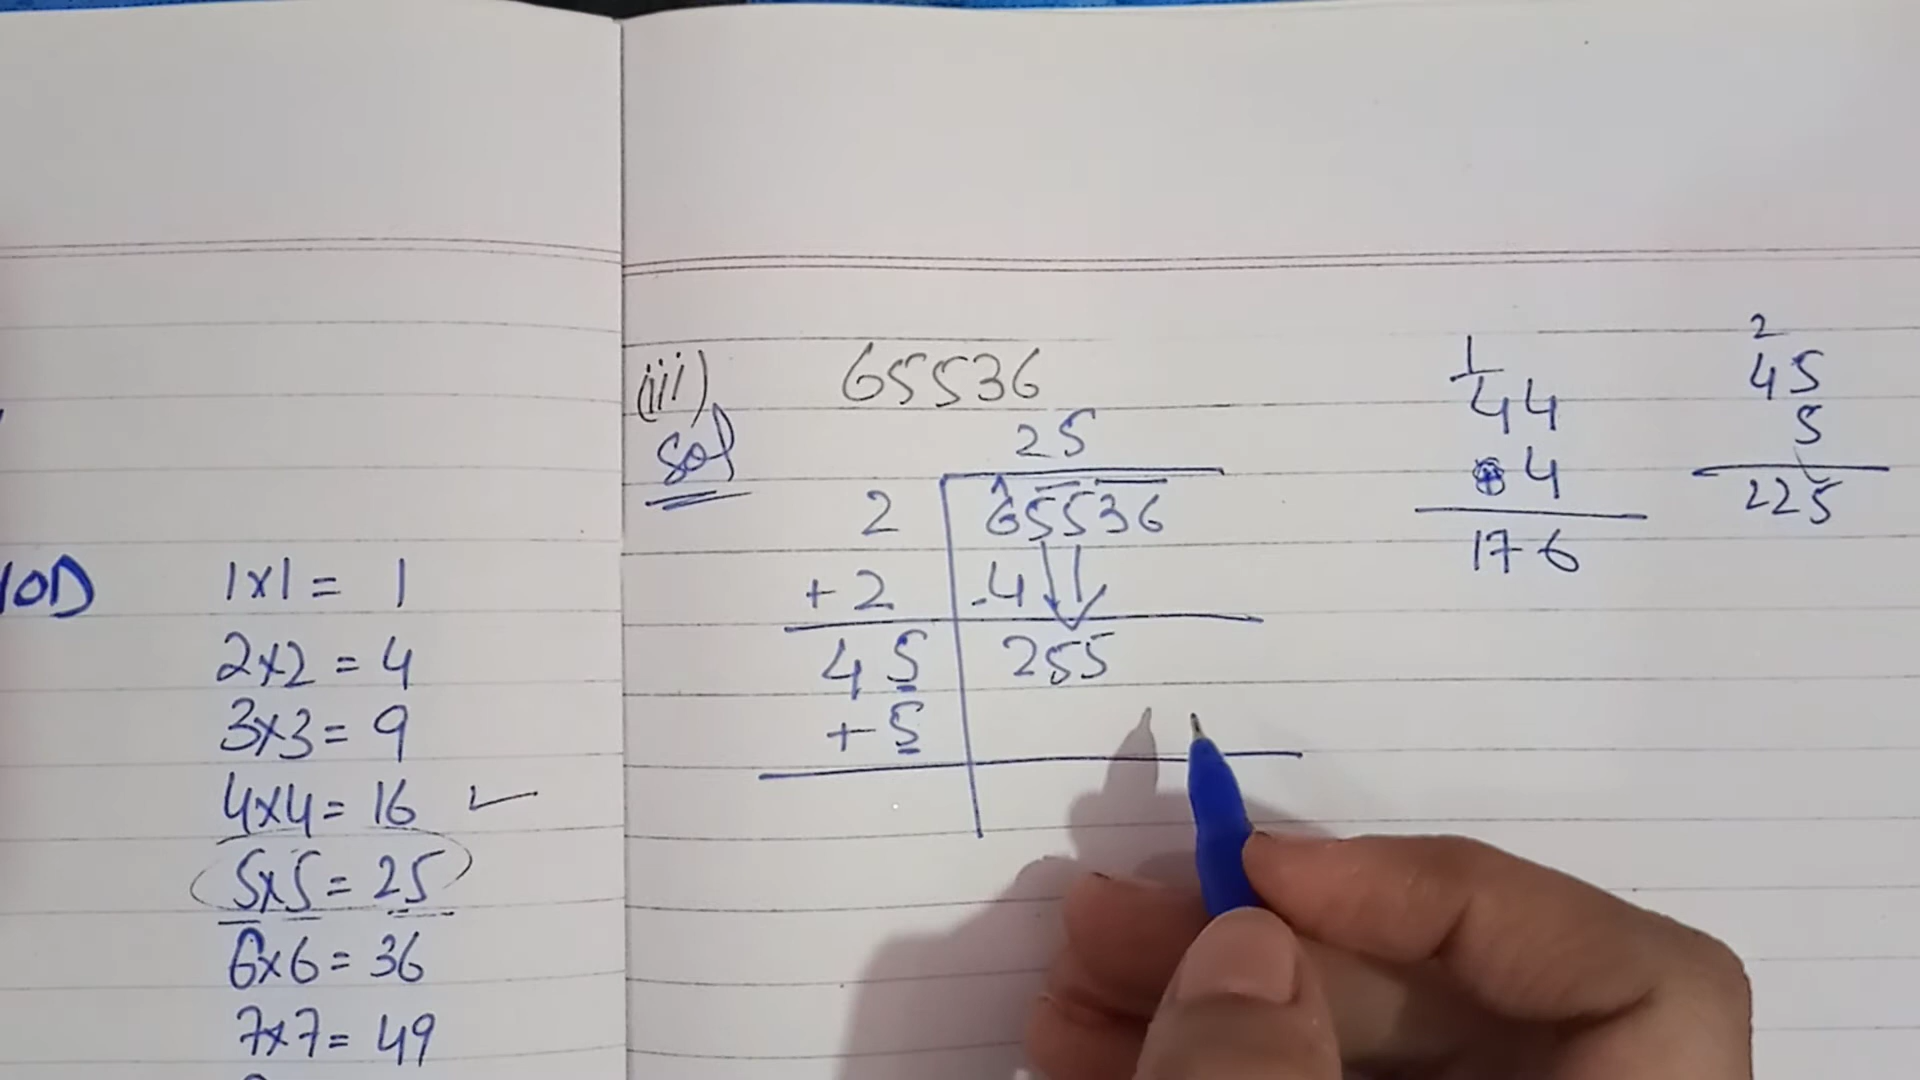 IOD
1x1 = 1
2x2 = 4
3x3 = 9
4x4 = 16 ✓
5x5 = 25
6x6 = 36
7x7 = 49
(iii) 65536
Sol
25
2 65536
+2 -4
45 255
+5
1
44
4
176
2
45
5
225